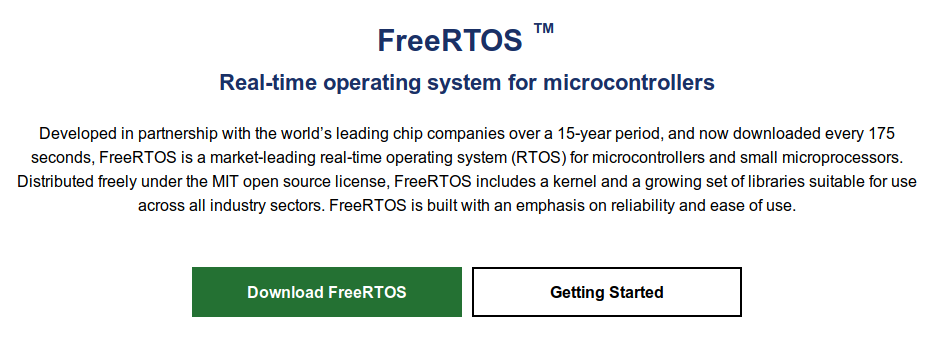 FreeRTOS ™
Real-time operating system for microcontrollers
Developed in partnership with the world’s leading chip companies over a 15-year period, and now downloaded every 175
seconds, FreeRTOS is a market-leading real-time operating system (RTOS) for microcontrollers and small microprocessors.
Distributed freely under the MIT open source license, FreeRTOS includes a kernel and a growing set of libraries suitable for use
across all industry sectors. FreeRTOS is built with an emphasis on reliability and ease of use.
Download FreeRTOS
Getting Started